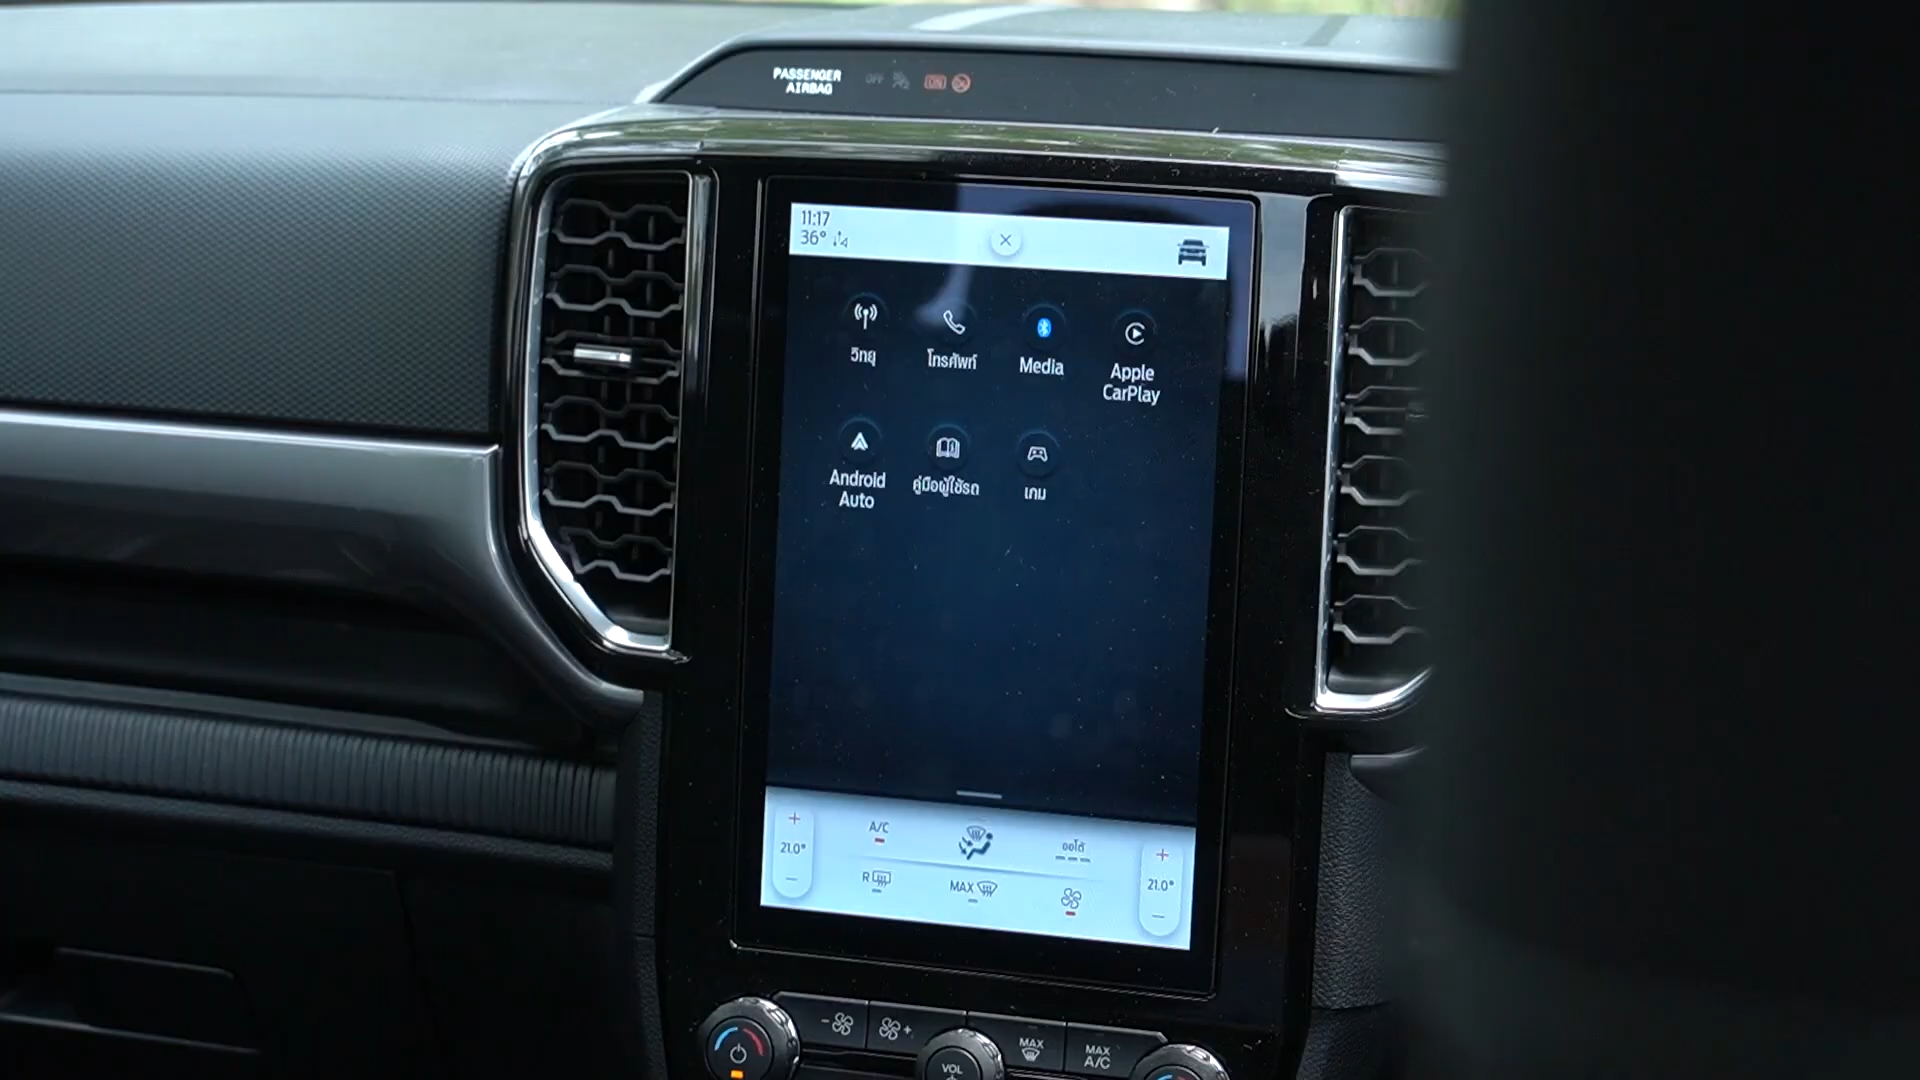 PASSENGER
AIRBAG
OFF
ON
11:17
36°
วิทยุ
โทรศัพท์
Media
Apple
CarPlay
Android
Auto
คู่มือผู้ใช้รถ
เกม
+
21.0°
−
A/C
ออโต้
+
21.0°
−
R
MAX
−
+
VOL
MAX
MAX
A/C